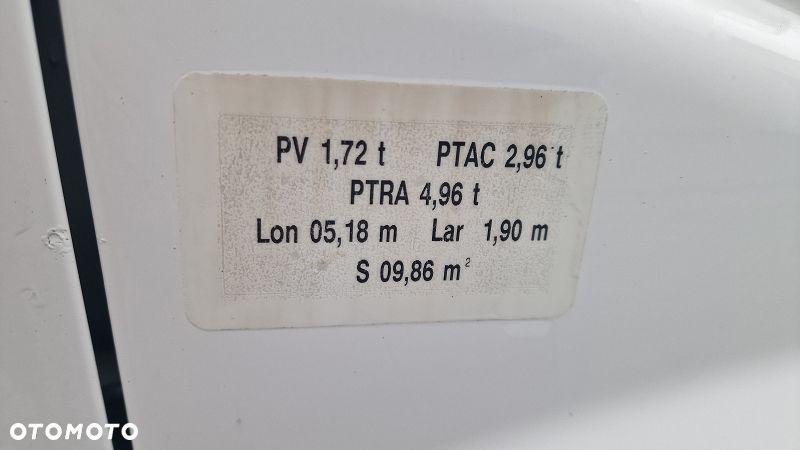 PV 1,72 t PTAC 2,96 t
PTRA 4,96 t
Lon 05,18 m Lar 1,90 m
S 09,86 m²
OTOMOTO